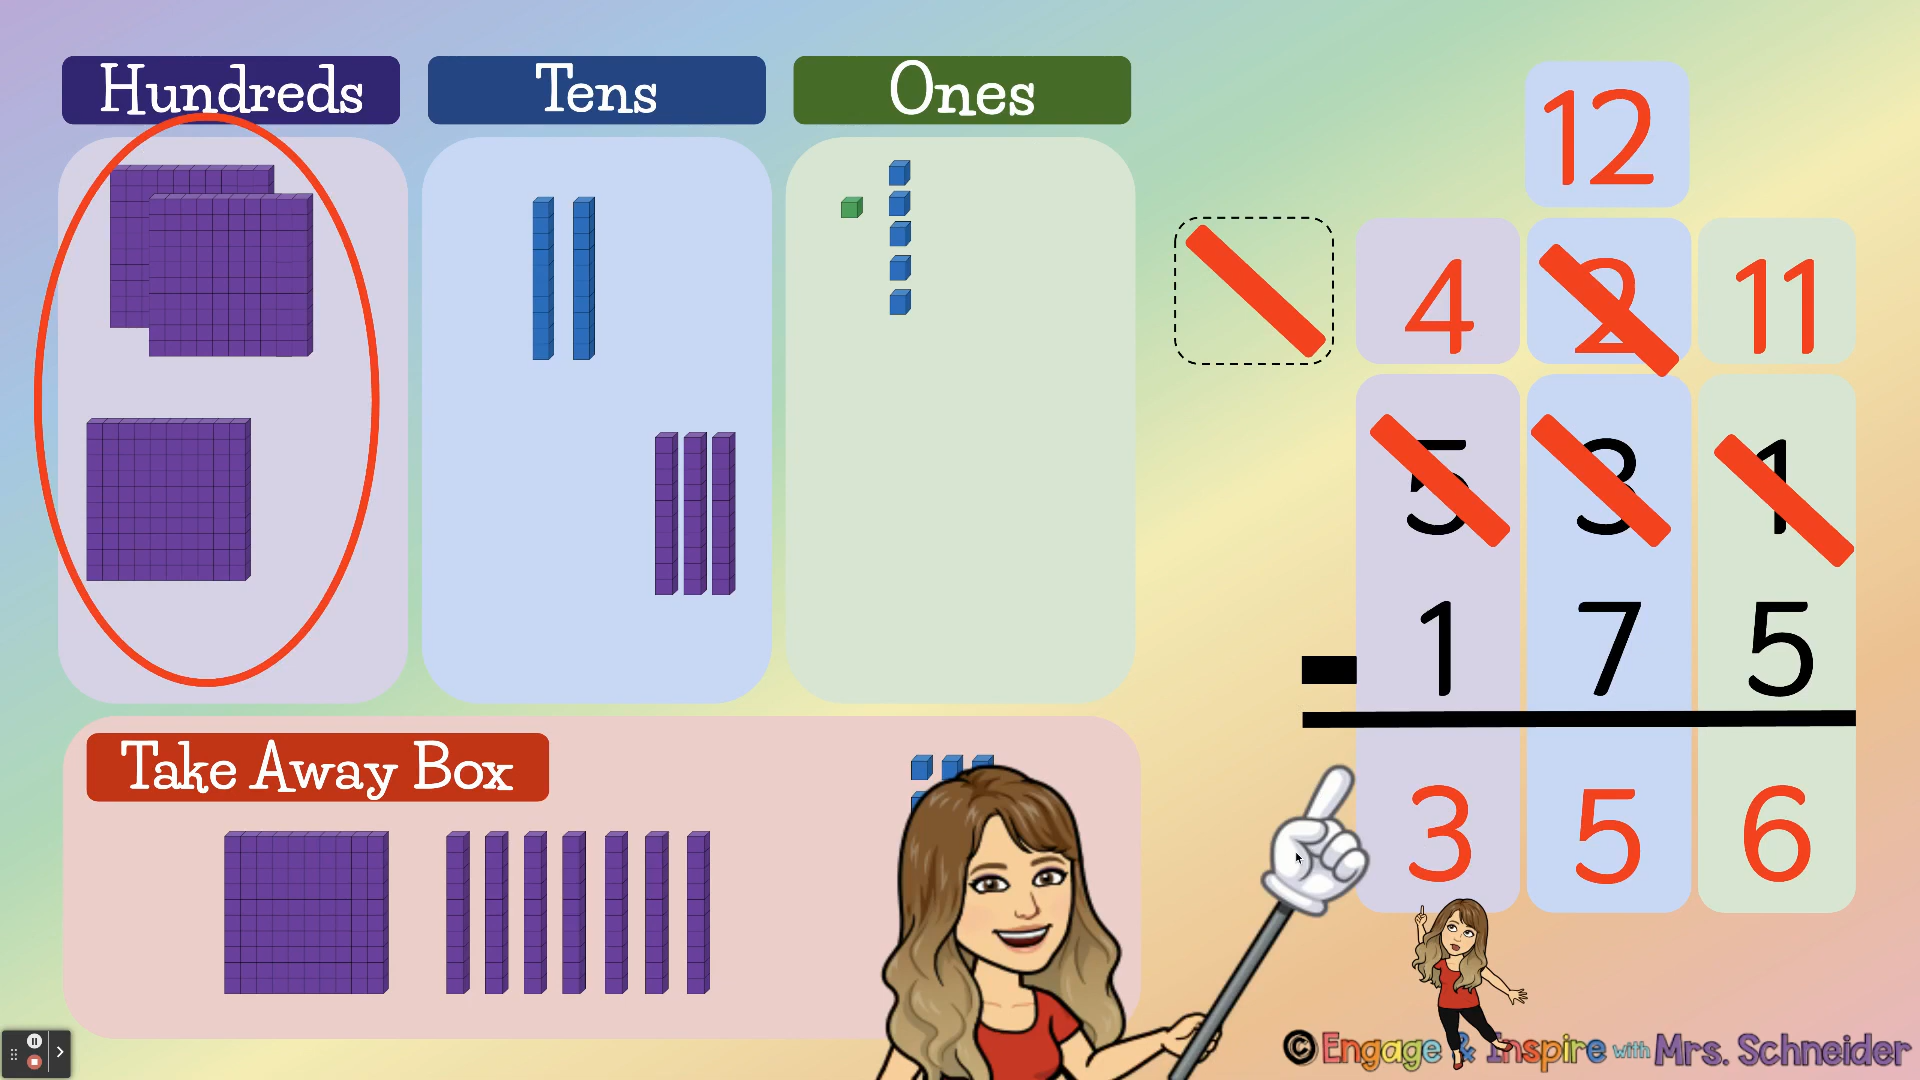 Hundreds Tens Ones
12
4 2 11
5 3 1
- 1 7 5
Take Away Box
3 5 6
© Engage & Inspire with Mrs. Schneider